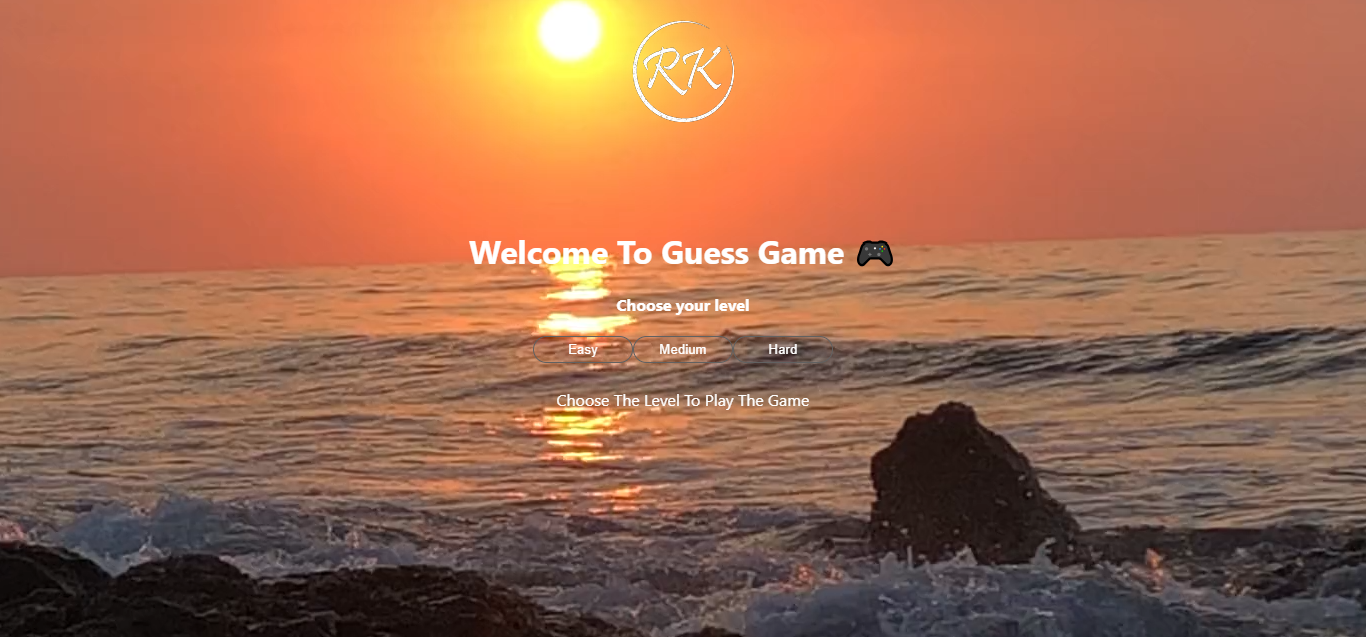 RK
Welcome To Guess Game 🎮
Choose your level
Easy Medium Hard
Choose The Level To Play The Game